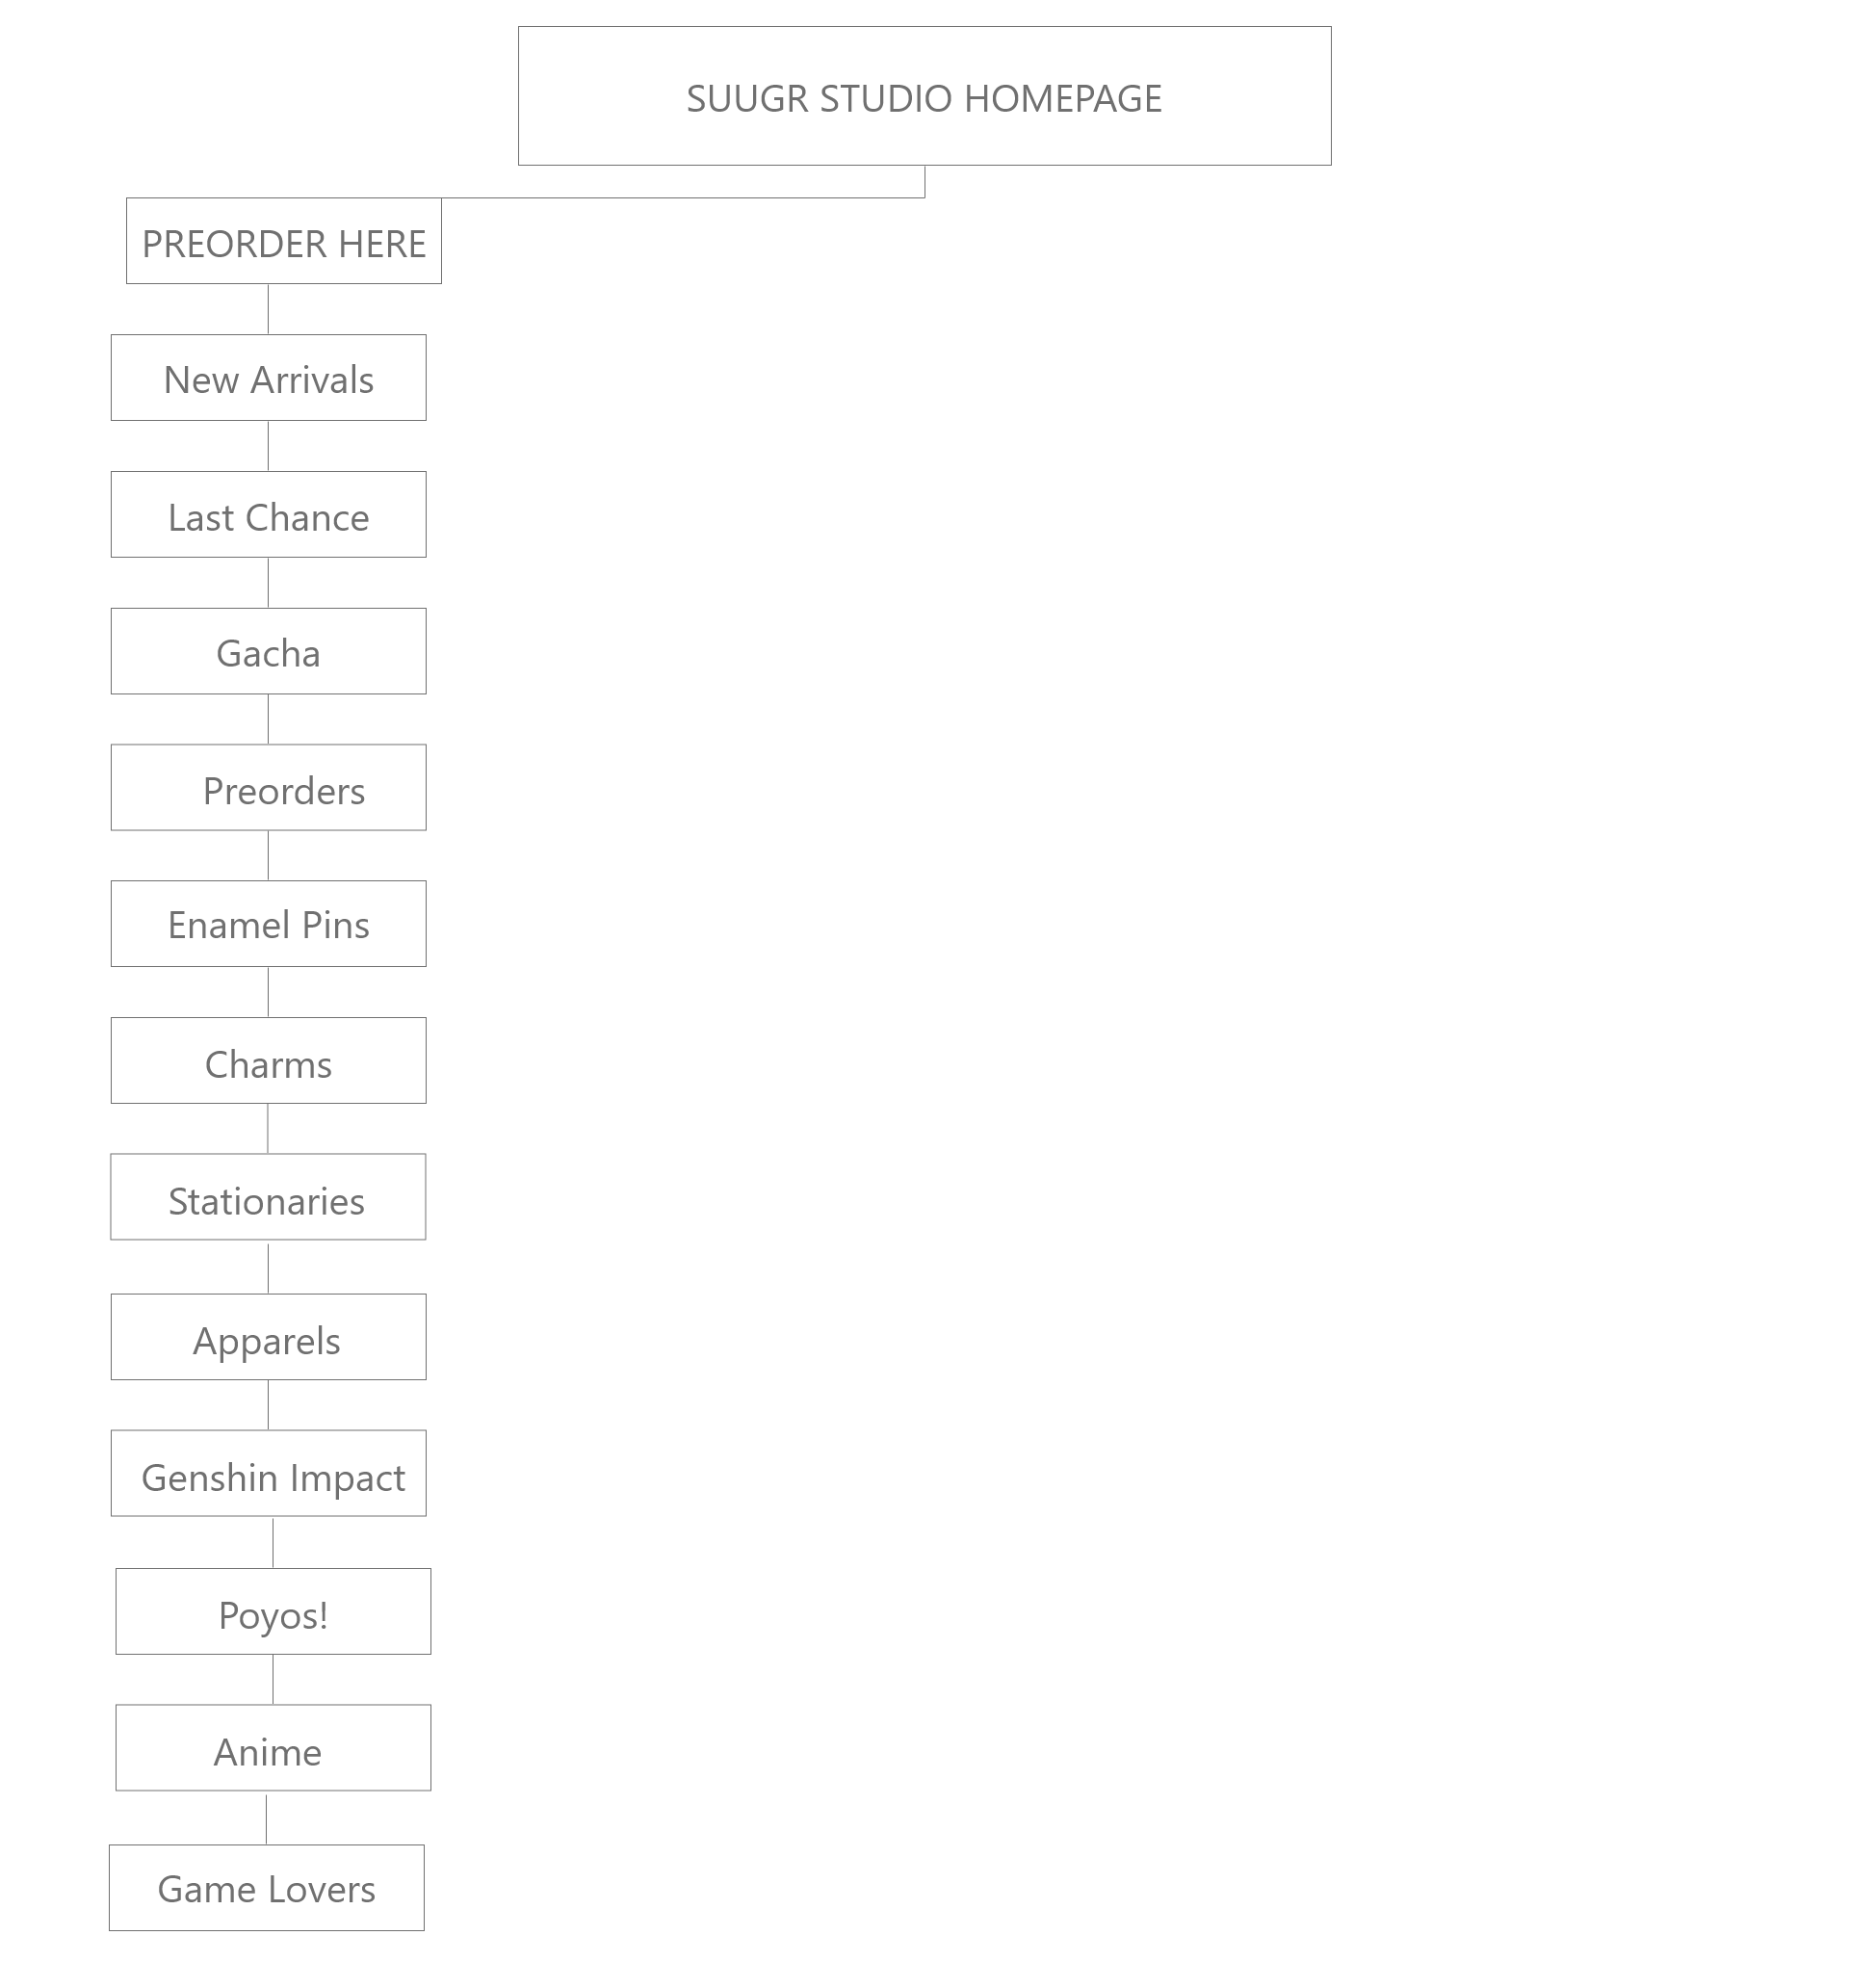 SUUGR STUDIO HOMEPAGE
PREORDER HERE
New Arrivals
Last Chance
Gacha
Preorders
Enamel Pins
Charms
Stationaries
Apparels
Genshin Impact
Poyos!
Anime
Game Lovers